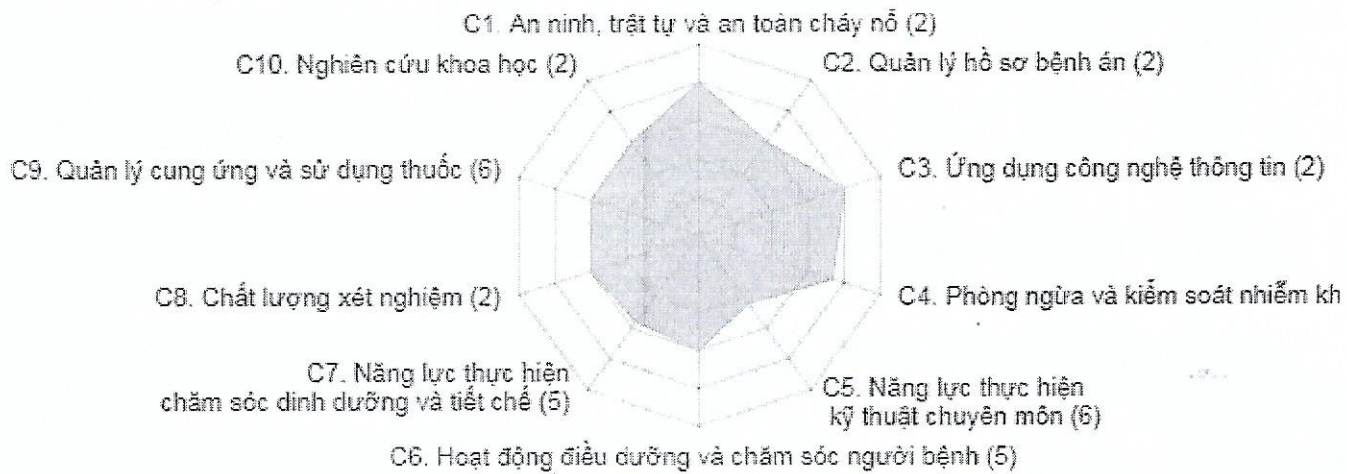 C1. An ninh, trật tự và an toàn cháy nổ (2)
C2. Quản lý hồ sơ bệnh án (2)
C3. Ứng dụng công nghệ thông tin (2)
C4. Phòng ngừa và kiểm soát nhiễm kh
C5. Năng lực thực hiện
kỹ thuật chuyên môn (6)
C6. Hoạt động điều dưỡng và chăm sóc người bệnh (5)
C7. Năng lực thực hiện
chăm sóc dinh dưỡng và tiết chế (5)
C8. Chất lượng xét nghiệm (2)
C9. Quản lý cung ứng và sử dụng thuốc (6)
C10. Nghiên cứu khoa học (2)